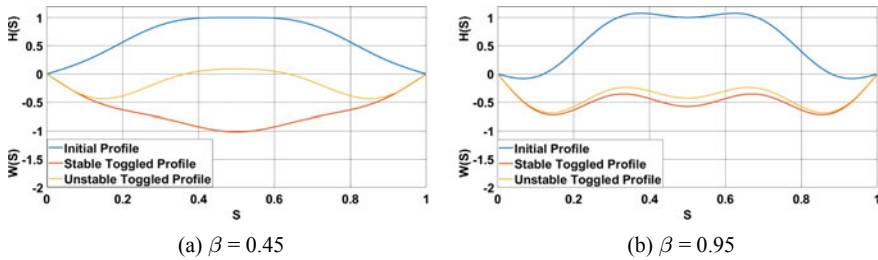 H(S)
W(S)
1
0.5
0
-0.5
-1
-1.5
-2
Initial Profile
Stable Toggled Profile
Unstable Toggled Profile
0
0.2
0.4
0.6
0.8
1
S
(a) β = 0.45
H(S)
W(S)
1
0.5
0
-0.5
-1
-1.5
-2
Initial Profile
Stable Toggled Profile
Unstable Toggled Profile
0
0.2
0.4
0.6
0.8
1
S
(b) β = 0.95